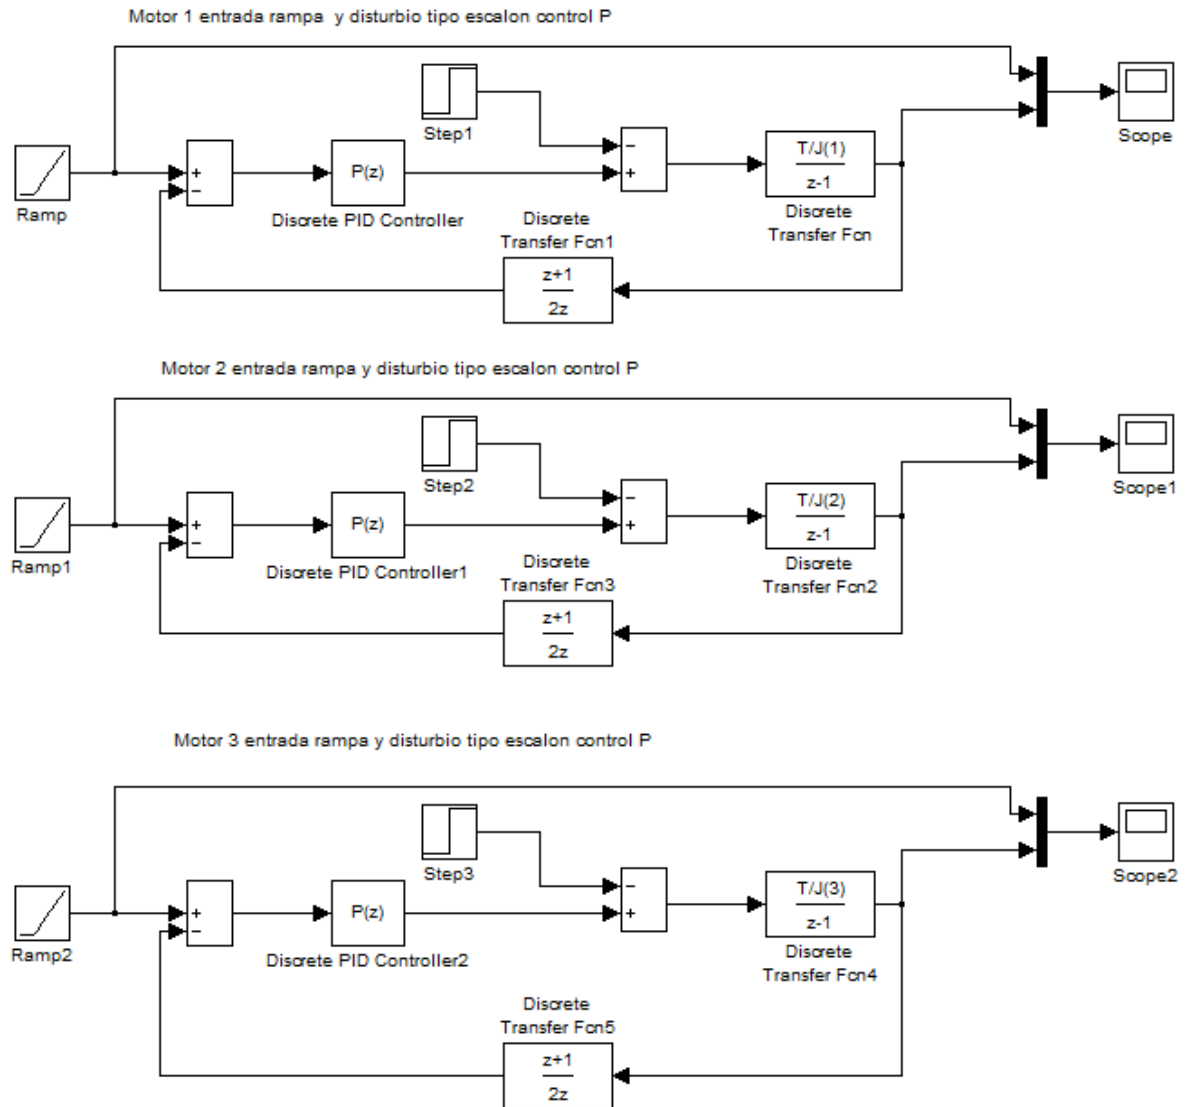 Motor 1 entrada rampa  y disturbio tipo escalon control P
Step1
Scope
+
−
P(z)
−
+
T/J(1)
z-1
Ramp
Discrete PID Controller
Discrete
Transfer Fcn1
Discrete
Transfer Fcn
z+1
2z
Motor 2 entrada rampa y disturbio tipo escalon control P
Step2
Scope1
+
−
P(z)
−
+
T/J(2)
z-1
Ramp1
Discrete PID Controller1
Discrete
Transfer Fcn3
Discrete
Transfer Fcn2
z+1
2z
Motor 3 entrada rampa y disturbio tipo escalon control P
Step3
Scope2
+
−
P(z)
−
+
T/J(3)
z-1
Ramp2
Discrete PID Controller2
Discrete
Transfer Fcn4
Discrete
Transfer Fcn5
z+1
2z